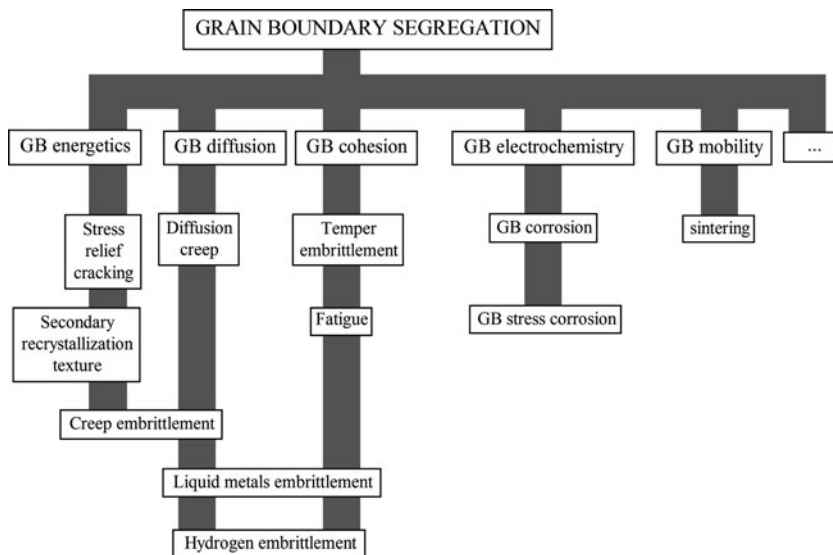 GRAIN BOUNDARY SEGREGATION
GB energetics
GB diffusion
GB cohesion
GB electrochemistry
GB mobility
...
Stress
relief
cracking
Diffusion
creep
Temper
embrittlement
GB corrosion
sintering
Secondary
recrystallization
texture
Fatigue
GB stress corrosion
Creep embrittlement
Liquid metals embrittlement
Hydrogen embrittlement